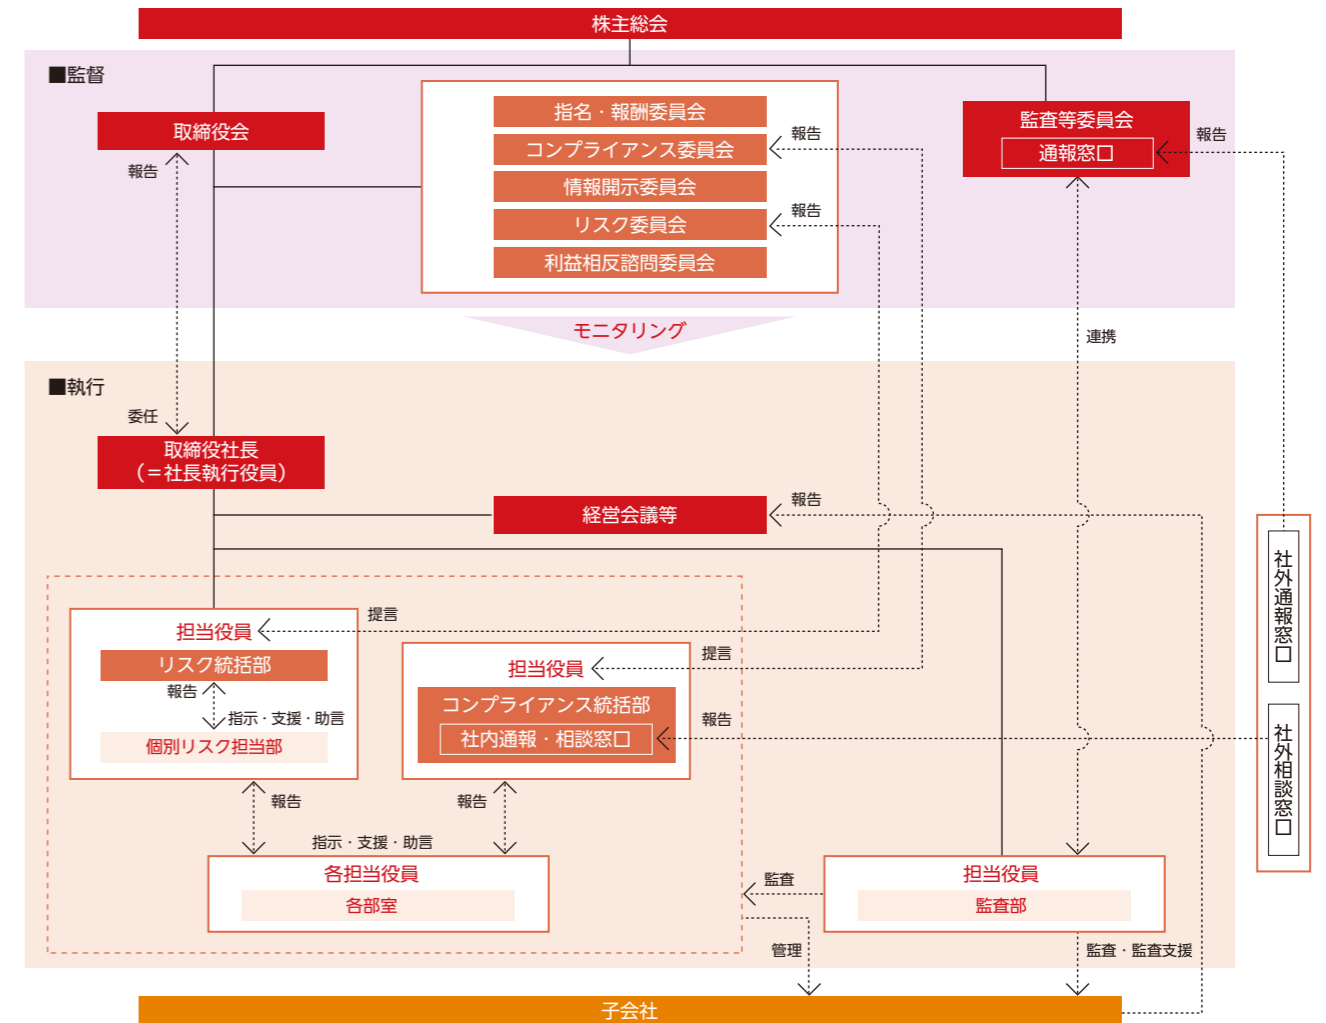 株主総会
■監督
指名・報酬委員会
取締役会
監査等委員会
報告
コンプライアンス委員会
報告
通報窓口
報告
情報開示委員会
報告
リスク委員会
利益相反諮問委員会
モニタリング
連携
■執行
委任
取締役社長
(=社長執行役員)
報告
経営会議等
社外通報窓口
提言
担当役員
提言
リスク統括部
担当役員
報告
コンプライアンス統括部
指示・支援・助言
報告
個別リスク担当部
社内通報・相談窓口
社外相談窓口
報告
報告
指示・支援・助言
各担当役員
監査
担当役員
各部室
監査部
管理
監査・監査支援
子会社